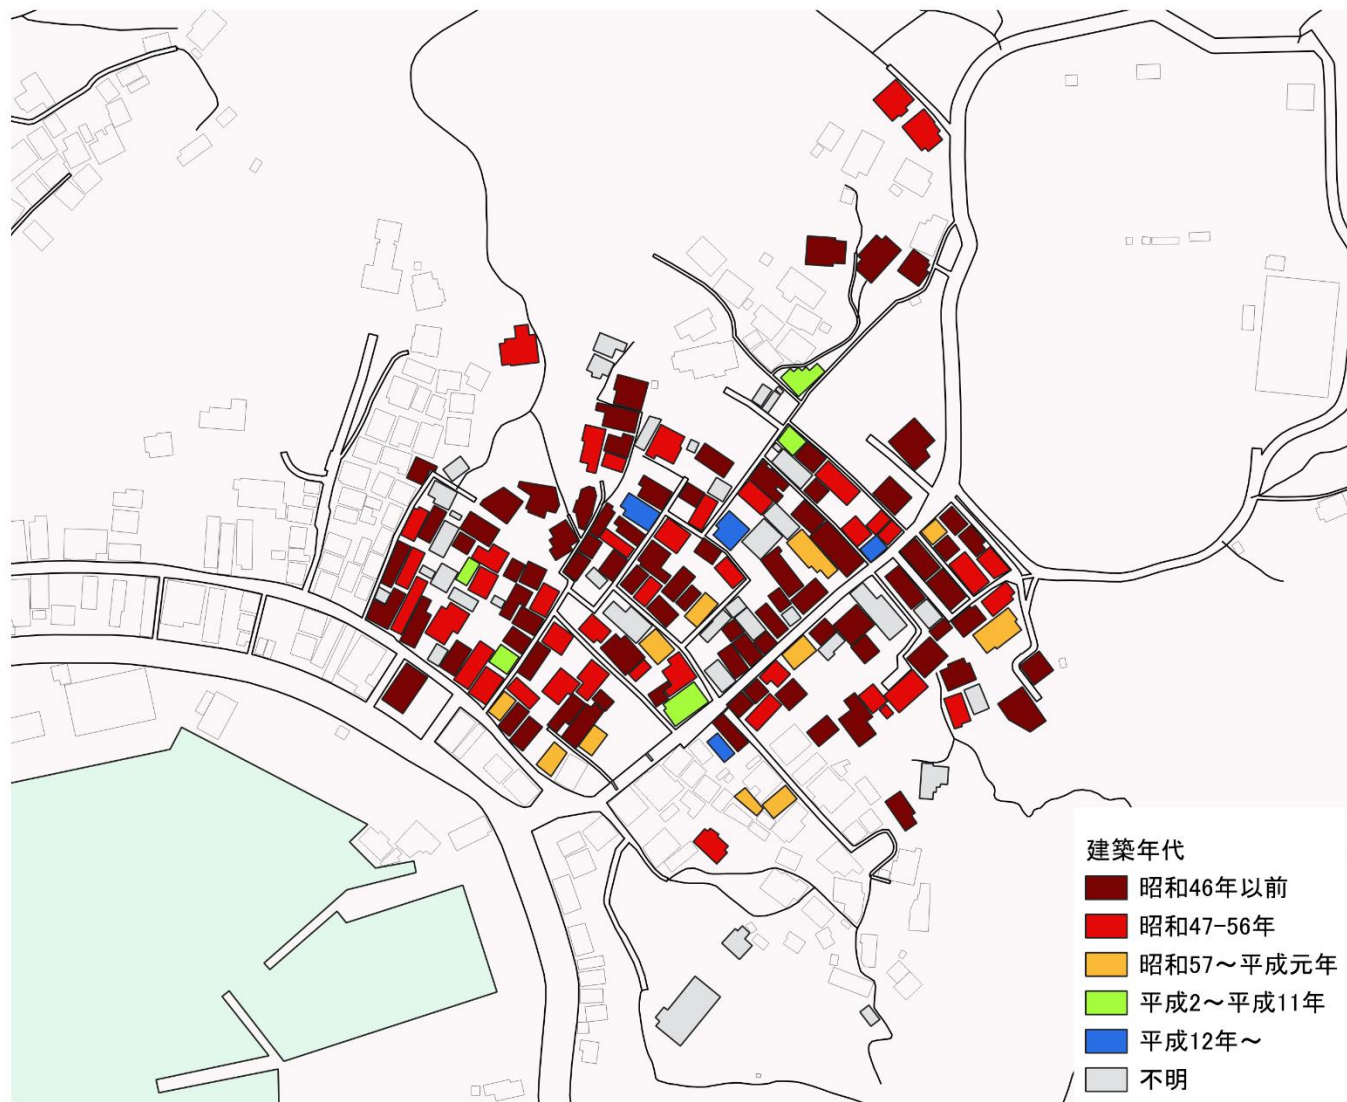 建築年代
昭和46年以前
昭和47-56年
昭和57～平成元年
平成2～平成11年
平成12年～
不明